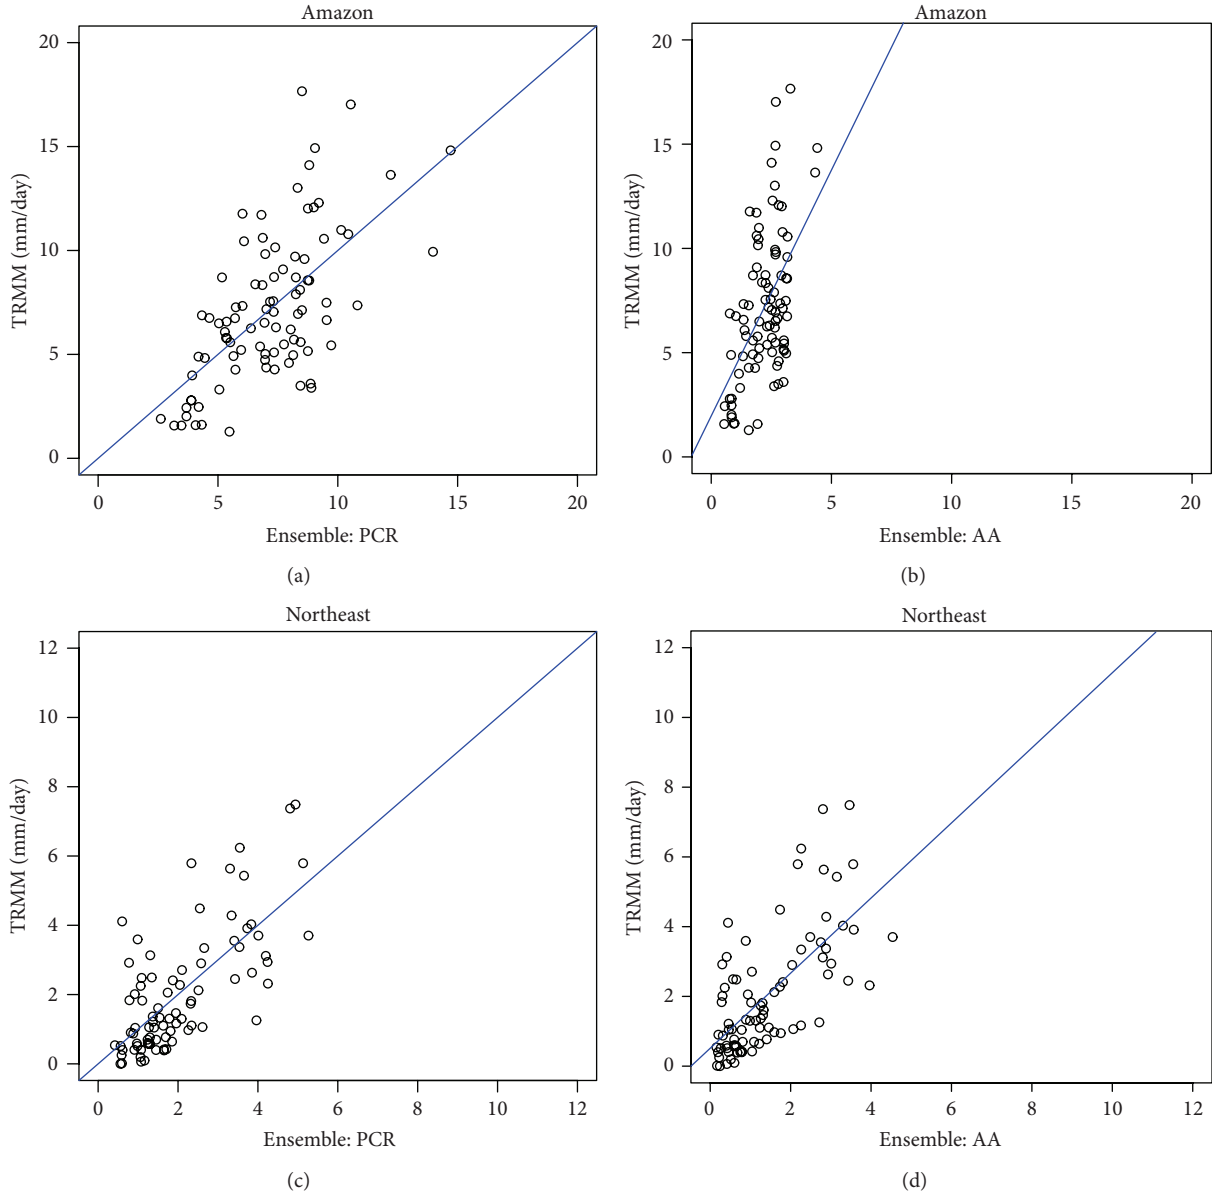 Amazon
20
15
10
5
0
TRMM (mm/day)
0 5 10 15 20
Ensemble: PCR
(a)
Amazon
20
15
10
5
0
TRMM (mm/day)
0 5 10 15 20
Ensemble: AA
(b)
Northeast
12
10
8
6
4
2
0
TRMM (mm/day)
0 2 4 6 8 10 12
Ensemble: PCR
(c)
Northeast
12
10
8
6
4
2
0
TRMM (mm/day)
0 2 4 6 8 10 12
Ensemble: AA
(d)